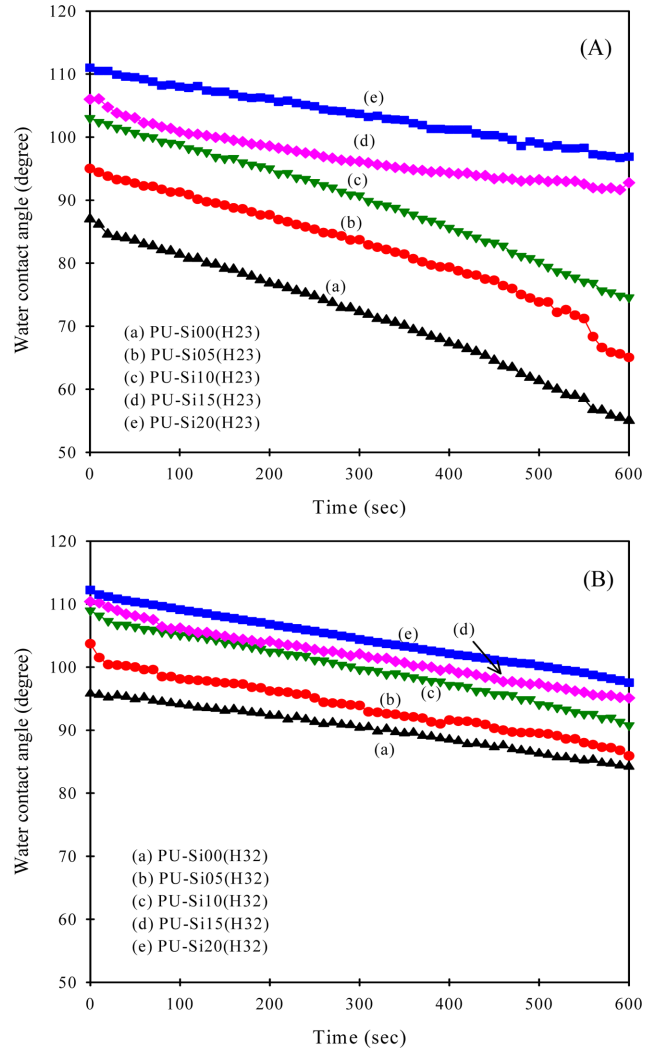 120
(A)
110
(e)
100
(d)
(c)
90
(b)
80
(a)
70
(a) PU-Si00(H23)
(b) PU-Si05(H23)
(c) PU-Si10(H23)
60
(d) PU-Si15(H23)
(e) PU-Si20(H23)
50
Water contact angle (degree)
0 100 200 300 400 500 600
Time (sec)
120
(B)
110
(e) (d)
100
(b) (c)
90
(a)
80
70
(a) PU-Si00(H32)
(b) PU-Si05(H32)
(c) PU-Si10(H32)
60
(d) PU-Si15(H32)
(e) PU-Si20(H32)
50
Water contact angle (degree)
0 100 200 300 400 500 600
Time (sec)